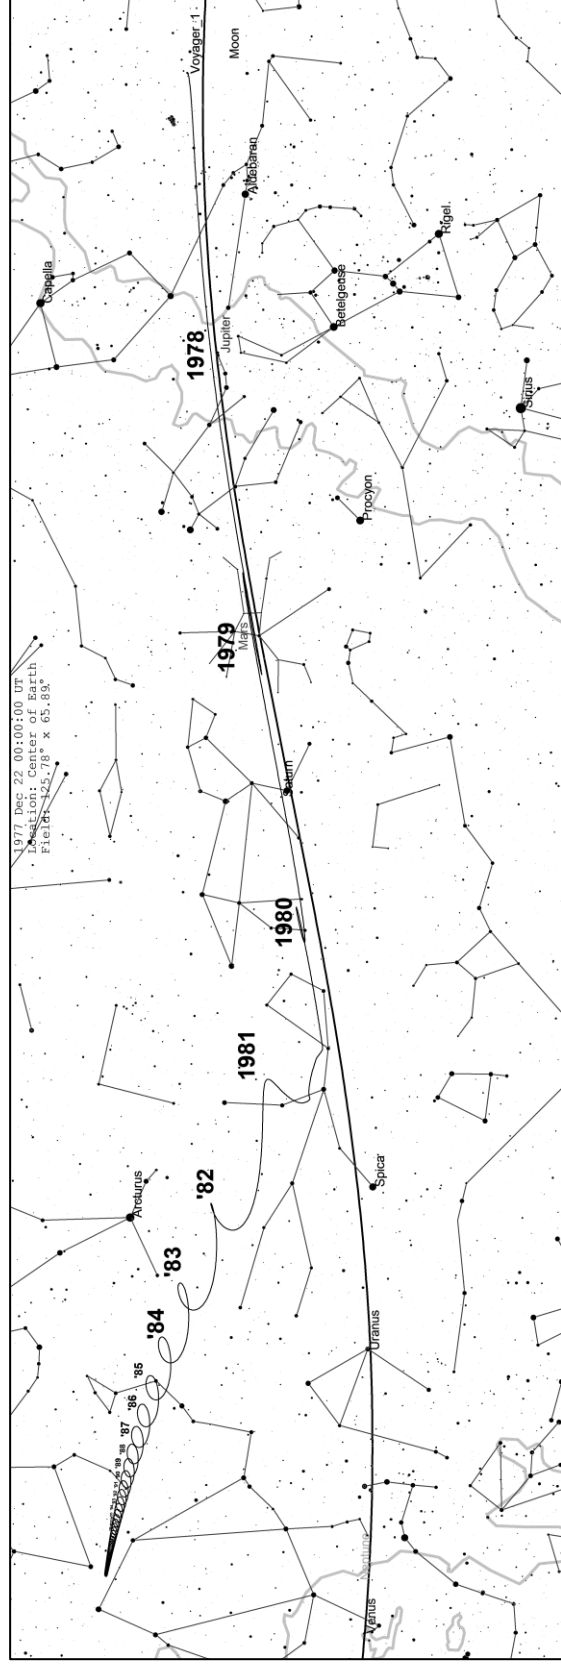 1977 Dec 22 00:00:00 UT
Location: Center of Earth
Field: 125.78° x 65.89°
Voyager_1
Moon
Aldebaran
Capella
Rigel
Betelgeuse
Jupiter
1978
Sirius
Procyon
1979
Mars
Saturn
1980
1981
Arcturus
'82
Spica
'83
'84
Uranus
'85
'86
'87
'88
'89
Neptune
Venus